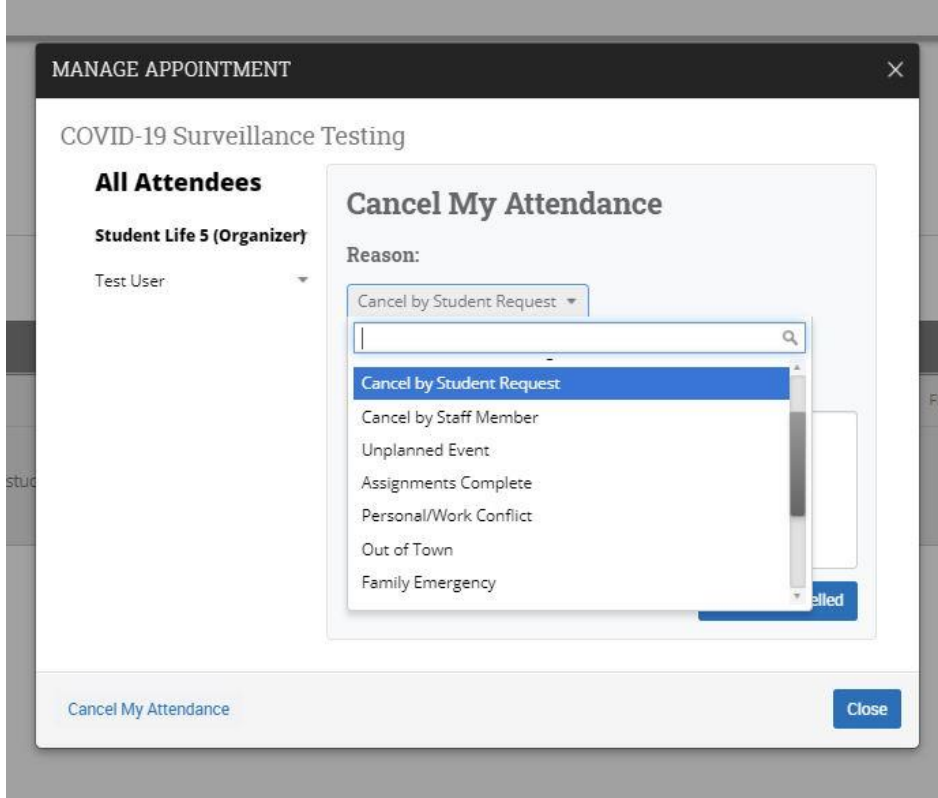 MANAGE APPOINTMENT
COVID-19 Surveillance Testing
All Attendees
Student Life 5 (Organizer)
Test User
Cancel My Attendance
Reason:
Cancel by Student Request
Cancel by Student Request
Cancel by Staff Member
Unplanned Event
Assignments Complete
Personal/Work Conflict
Out of Town
Family Emergency
Cancel My Attendance
Close